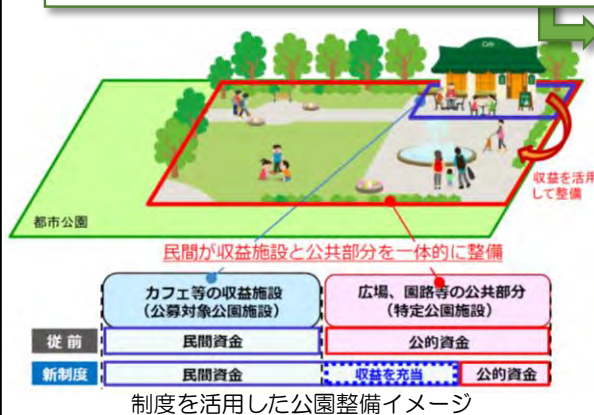 Cafe
収益を活用
して整備
都市公園
民間が収益施設と公共部分を一体的に整備
カフェ等の収益施設
(公募対象公園施設)
広場、園路等の公共部分
(特定公園施設)
従前
民間資金
公的資金
新制度
民間資金
収益を充当
公的資金
制度を活用した公園整備イメージ